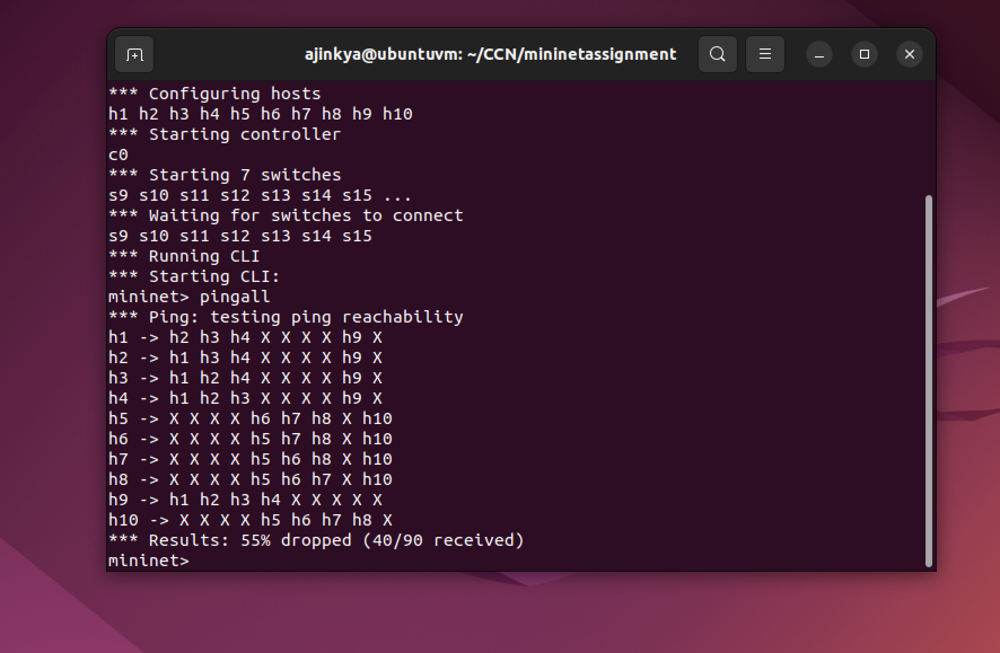 ajinkya@ubuntuvm: ~/CCN/mininetassignment
*** Configuring hosts
h1 h2 h3 h4 h5 h6 h7 h8 h9 h10
*** Starting controller
c0
*** Starting 7 switches
s9 s10 s11 s12 s13 s14 s15 ...
*** Waiting for switches to connect
s9 s10 s11 s12 s13 s14 s15
*** Running CLI
*** Starting CLI:
mininet> pingall
*** Ping: testing ping reachability
h1 -> h2 h3 h4 X X X X h9 X
h2 -> h1 h3 h4 X X X X h9 X
h3 -> h1 h2 h4 X X X X h9 X
h4 -> h1 h2 h3 X X X X h9 X
h5 -> X X X X h6 h7 h8 X h10
h6 -> X X X X h5 h7 h8 X h10
h7 -> X X X X h5 h6 h8 X h10
h8 -> X X X X h5 h6 h7 X h10
h9 -> h1 h2 h3 h4 X X X X X
h10 -> X X X X h5 h6 h7 h8 X
*** Results: 55% dropped (40/90 received)
mininet>